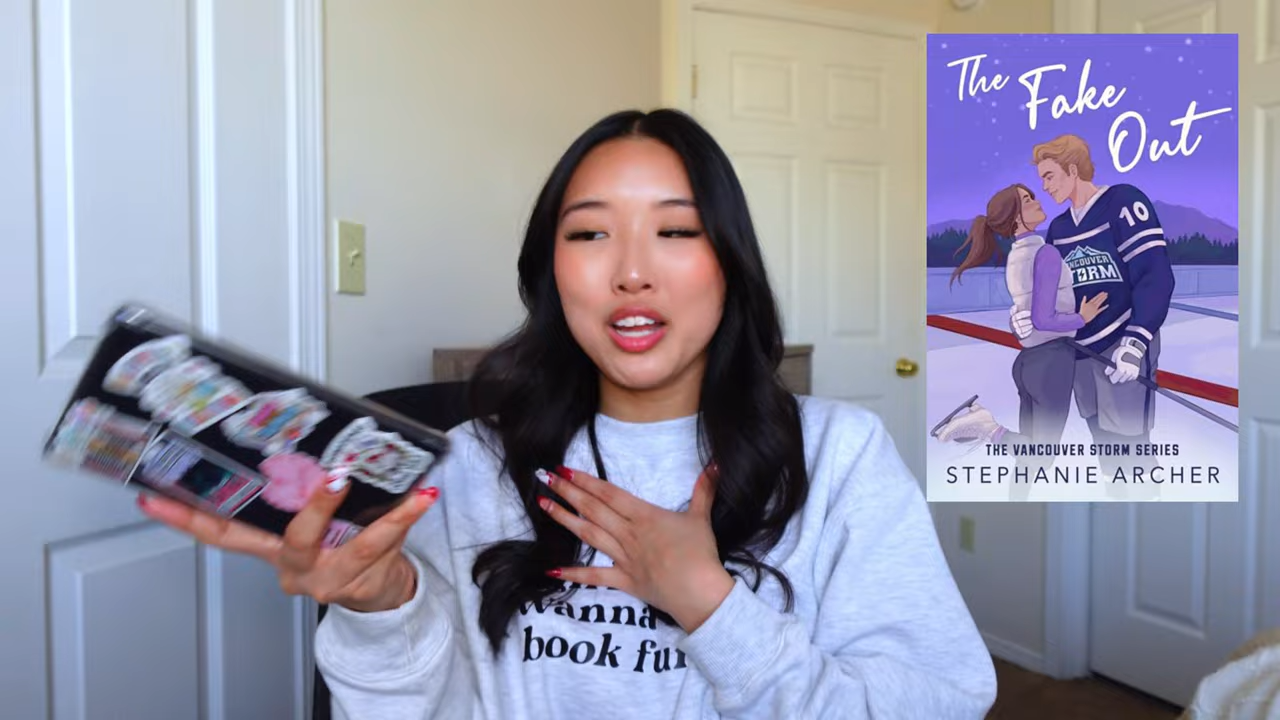 wanna
book fun
The
Fake
Out
10
STORM
THE VANCOUVER STORM SERIES
STEPHANIE ARCHER